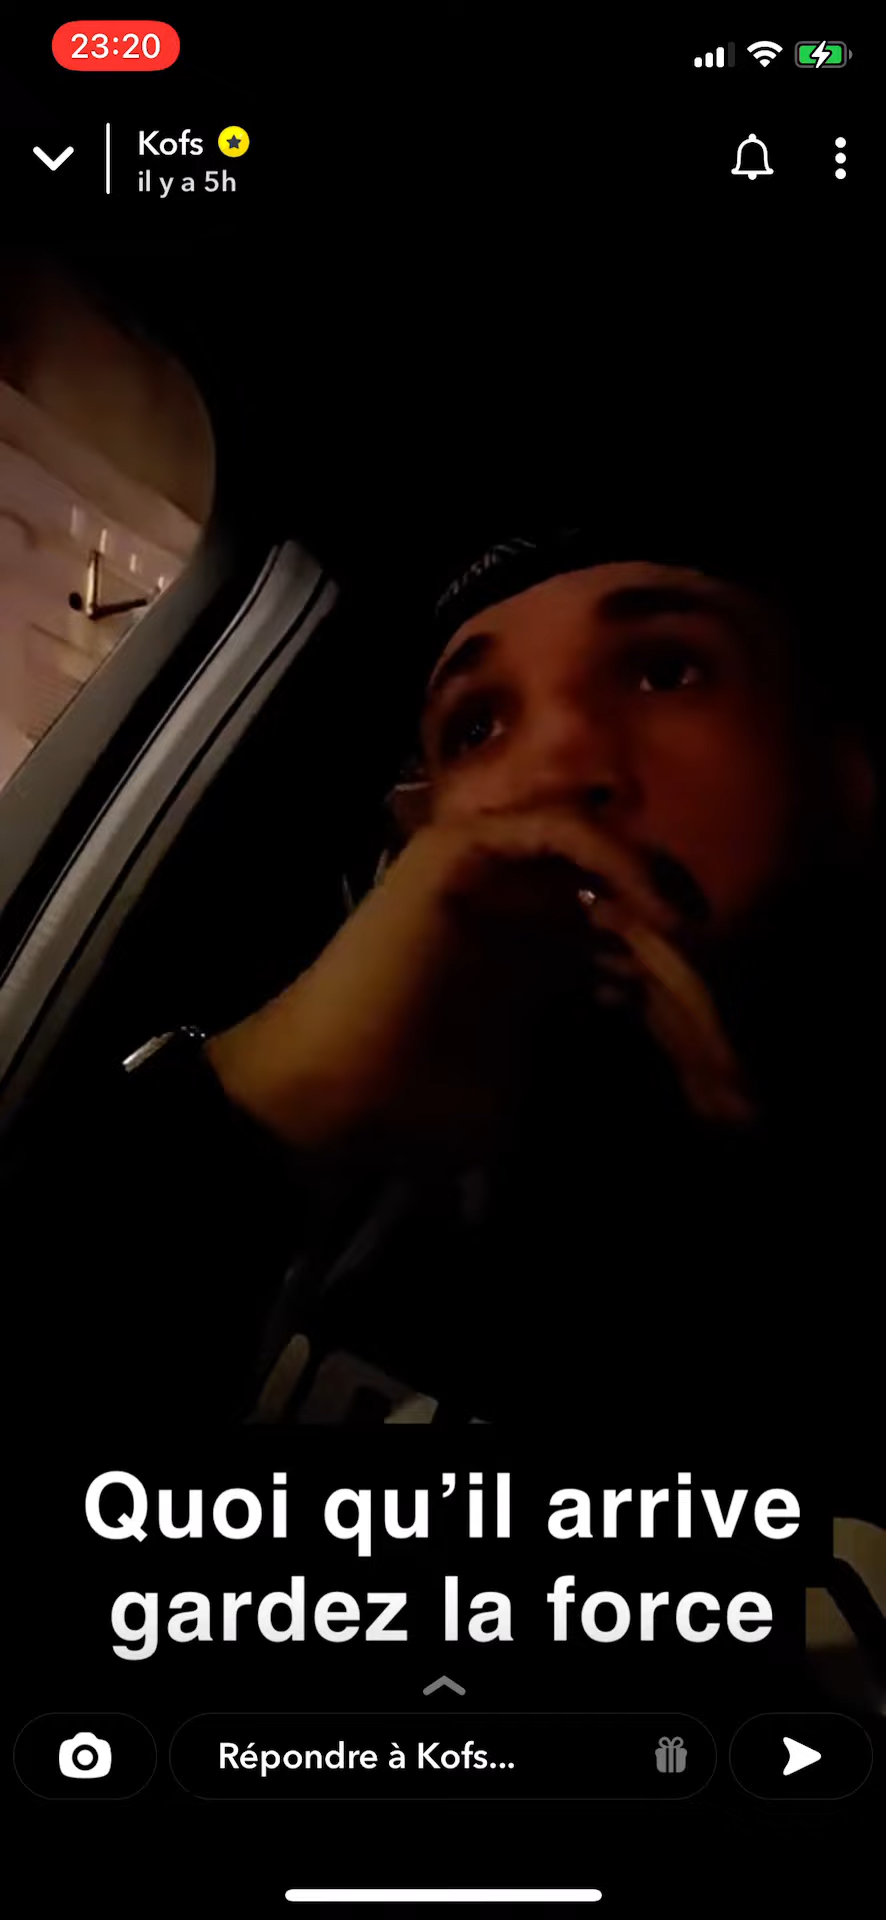 23:20
Kofs
il y a 5h
Quoi qu’il arrive
gardez la force
Répondre à Kofs...